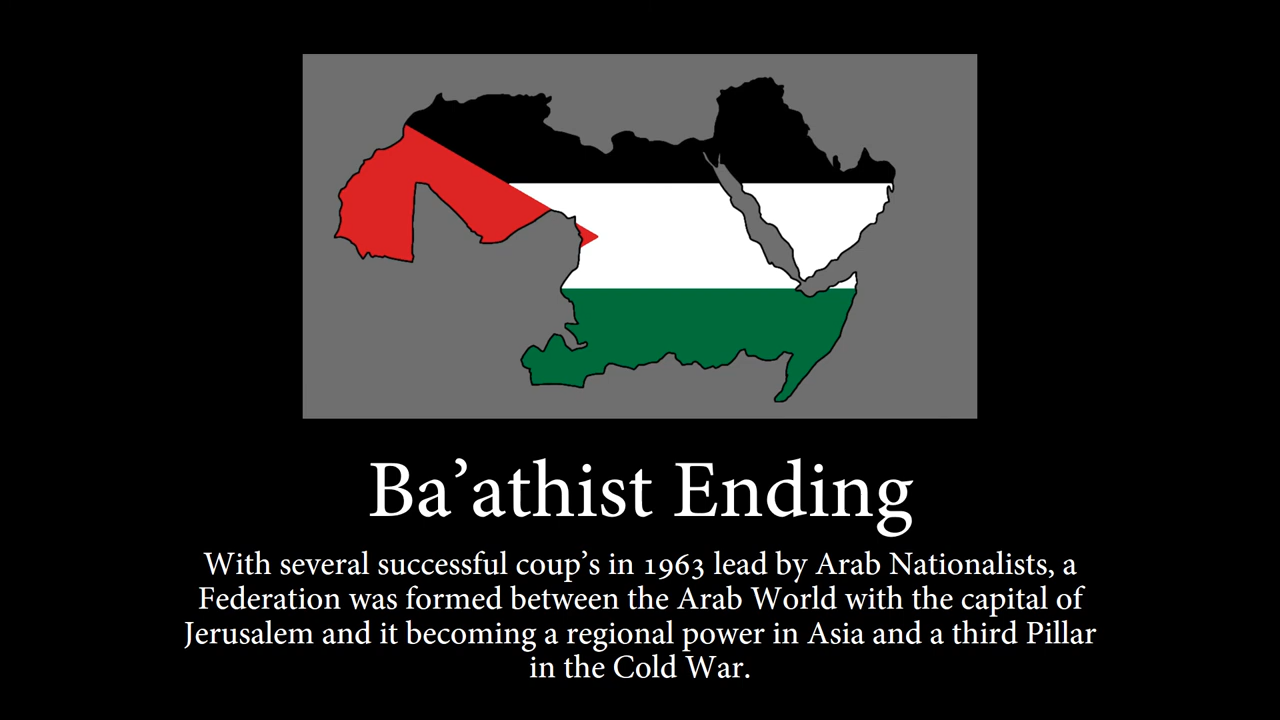 Ba’athist Ending
With several successful coup’s in 1963 lead by Arab Nationalists, a
Federation was formed between the Arab World with the capital of
Jerusalem and it becoming a regional power in Asia and a third Pillar
in the Cold War.